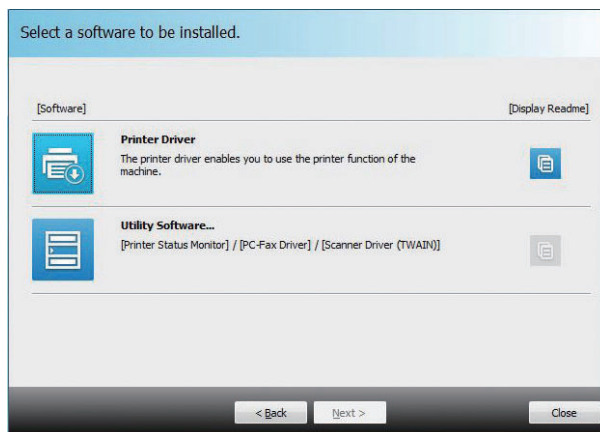 Select a software to be installed.
[Software] [Display Readme]
Printer Driver
The printer driver enables you to use the printer function of the
machine.
Utility Software...
[Printer Status Monitor] / [PC-Fax Driver] / [Scanner Driver (TWAIN)]
< Back Next > Close